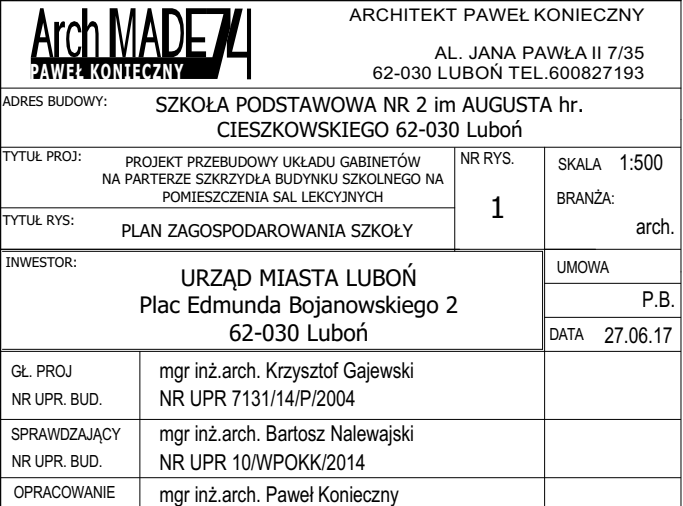 Arch MADE 74
PAWEŁ KONIECZNY
ARCHITEKT PAWEŁ KONIECZNY
AL. JANA PAWŁA II 7/35
62-030 LUBOŃ TEL.600827193
ADRES BUDOWY:
SZKOŁA PODSTAWOWA NR 2 im AUGUSTA hr.
CIESZKOWSKIEGO 62-030 Luboń
TYTUŁ PROJ:
PROJEKT PRZEBUDOWY UKŁADU GABINETÓW
NA PARTERZE SZKRZYDŁA BUDYNKU SZKOLNEGO NA
POMIESZCZENIA SAL LEKCYJNYCH
NR RYS.
1
SKALA 1:500
BRANŻA:
arch.
TYTUŁ RYS:
PLAN ZAGOSPODAROWANIA SZKOŁY
INWESTOR:
URZĄD MIASTA LUBOŃ
Plac Edmunda Bojanowskiego 2
62-030 Luboń
UMOWA
P.B.
DATA 27.06.17
GŁ. PROJ
mgr inż.arch. Krzysztof Gajewski
NR UPR. BUD.
NR UPR 7131/14/P/2004
SPRAWDZAJĄCY
mgr inż.arch. Bartosz Nalewajski
NR UPR. BUD.
NR UPR 10/WPOKK/2014
OPRACOWANIE
mgr inż.arch. Paweł Konieczny